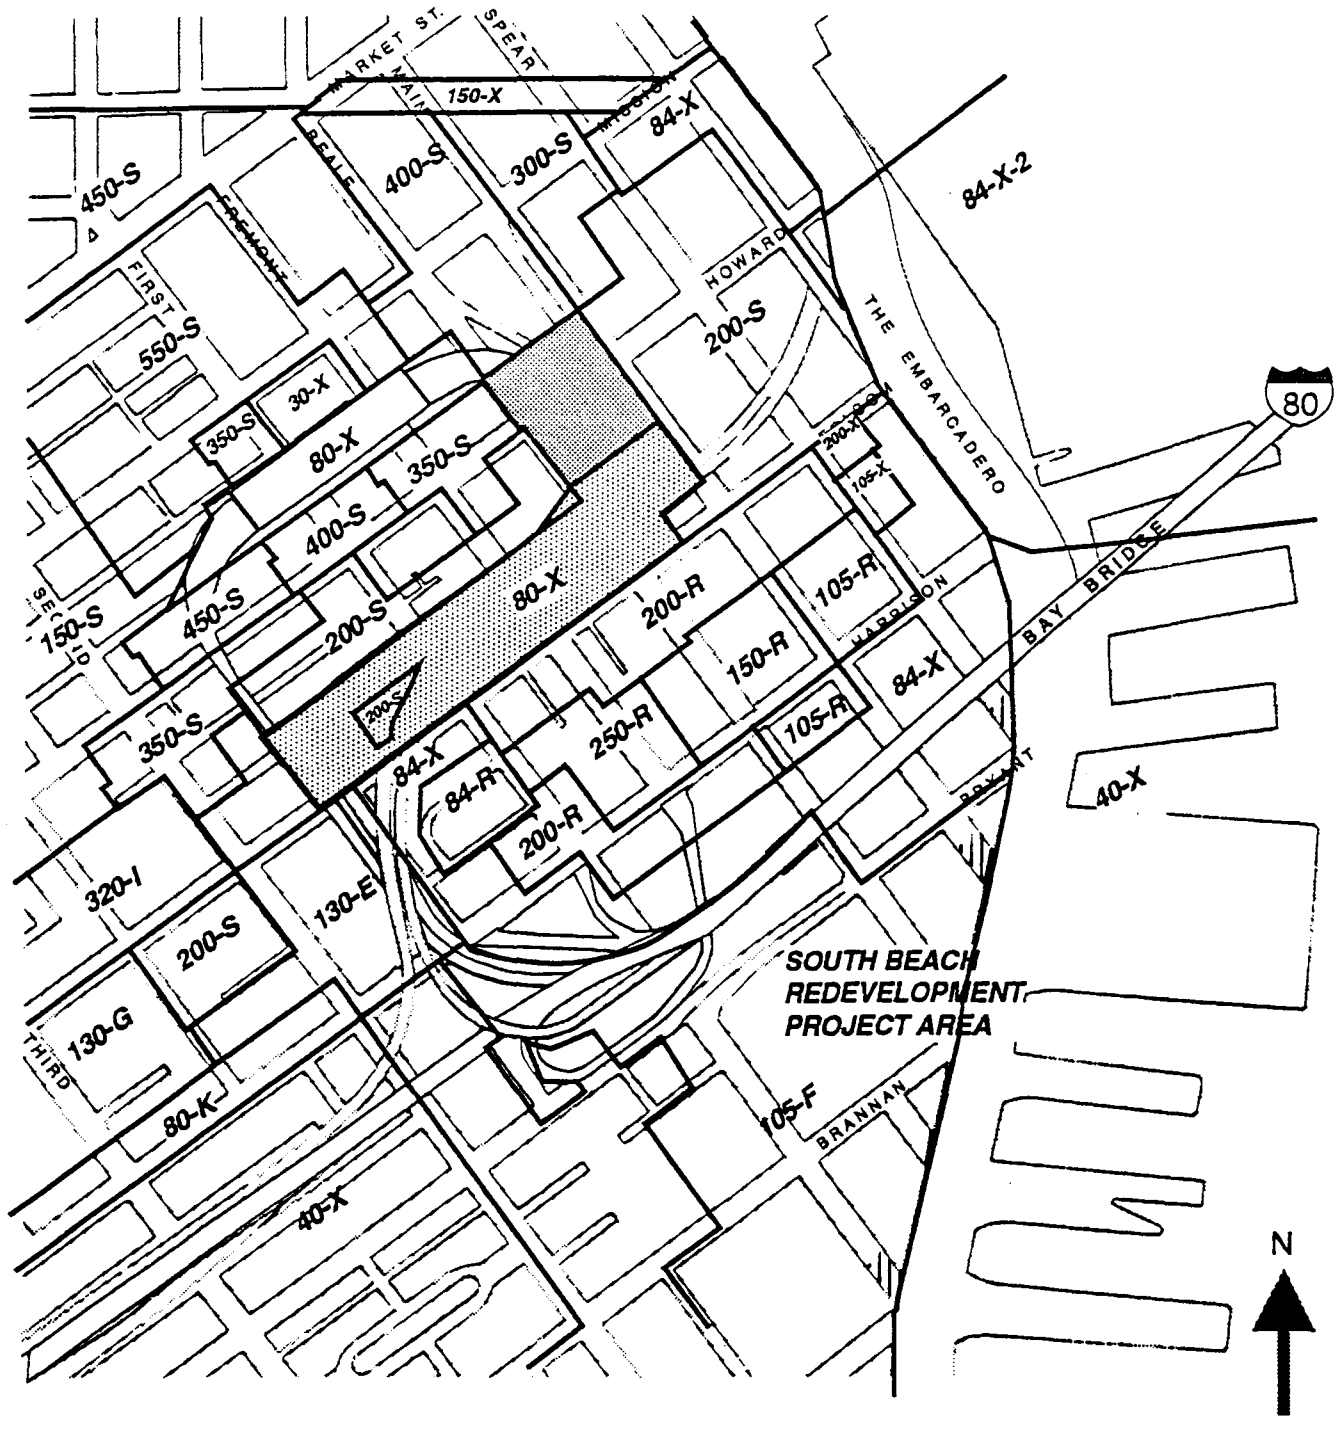 MARKET ST.
SPEAR
MAIN
MISSION
150-X
84-X
BEALE
400-S
300-S
450-S
84-X-2
FREMONT
HOWARD
FIRST
THE EMBARCADERO
200-S
550-S
80
30-X
350-S
200-X
80-X
350-S
105-X
400-S
BAY BRIDGE
80-X
105-R
HARRISON
200-R
450-S
150-S
200-S
150-R
84-X
200-S
105-R
250-R
350-S
84-X
BRYANT
40-X
84-R
200-R
320-I
130-E
200-S
SOUTH BEACH
REDEVELOPMENT
PROJECT AREA
130-G
THIRD
80-K
105-F
BRANNAN
40-X
N